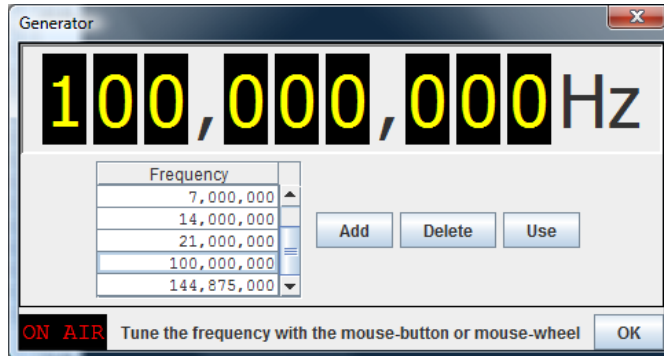 Generator
100,000,000Hz
Frequency
7,000,000
14,000,000
21,000,000
100,000,000
144,875,000
Add Delete Use
ON AIR Tune the frequency with the mouse-button or mouse-wheel OK